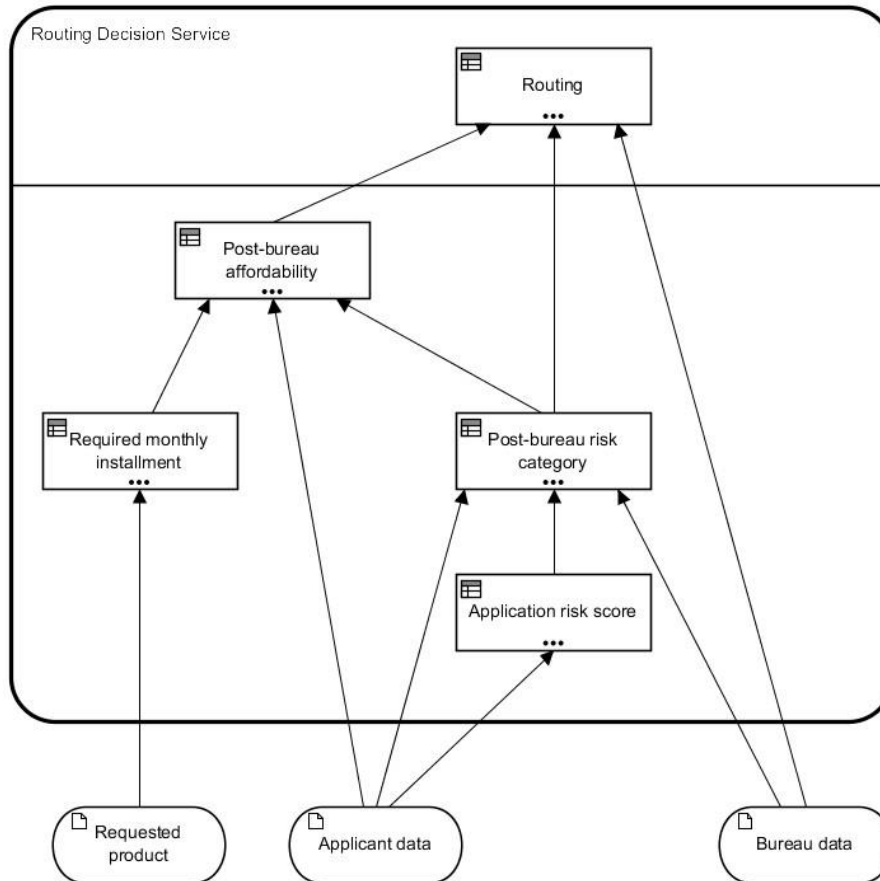 Routing Decision Service
Routing
Post-bureau
affordability
Required monthly
installment
Post-bureau risk
category
Application risk score
Requested
product
Applicant data
Bureau data